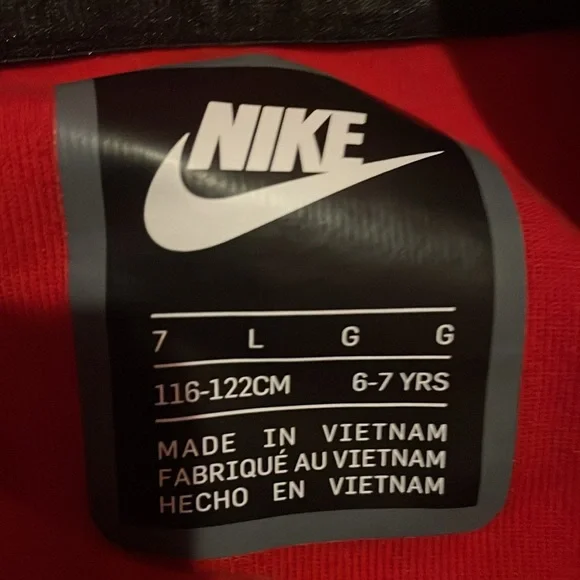 NIKE
7 L G G
116-122CM 6-7 YRS
MADE IN VIETNAM
FABRIQUÉ AU VIETNAM
HECHO EN VIETNAM